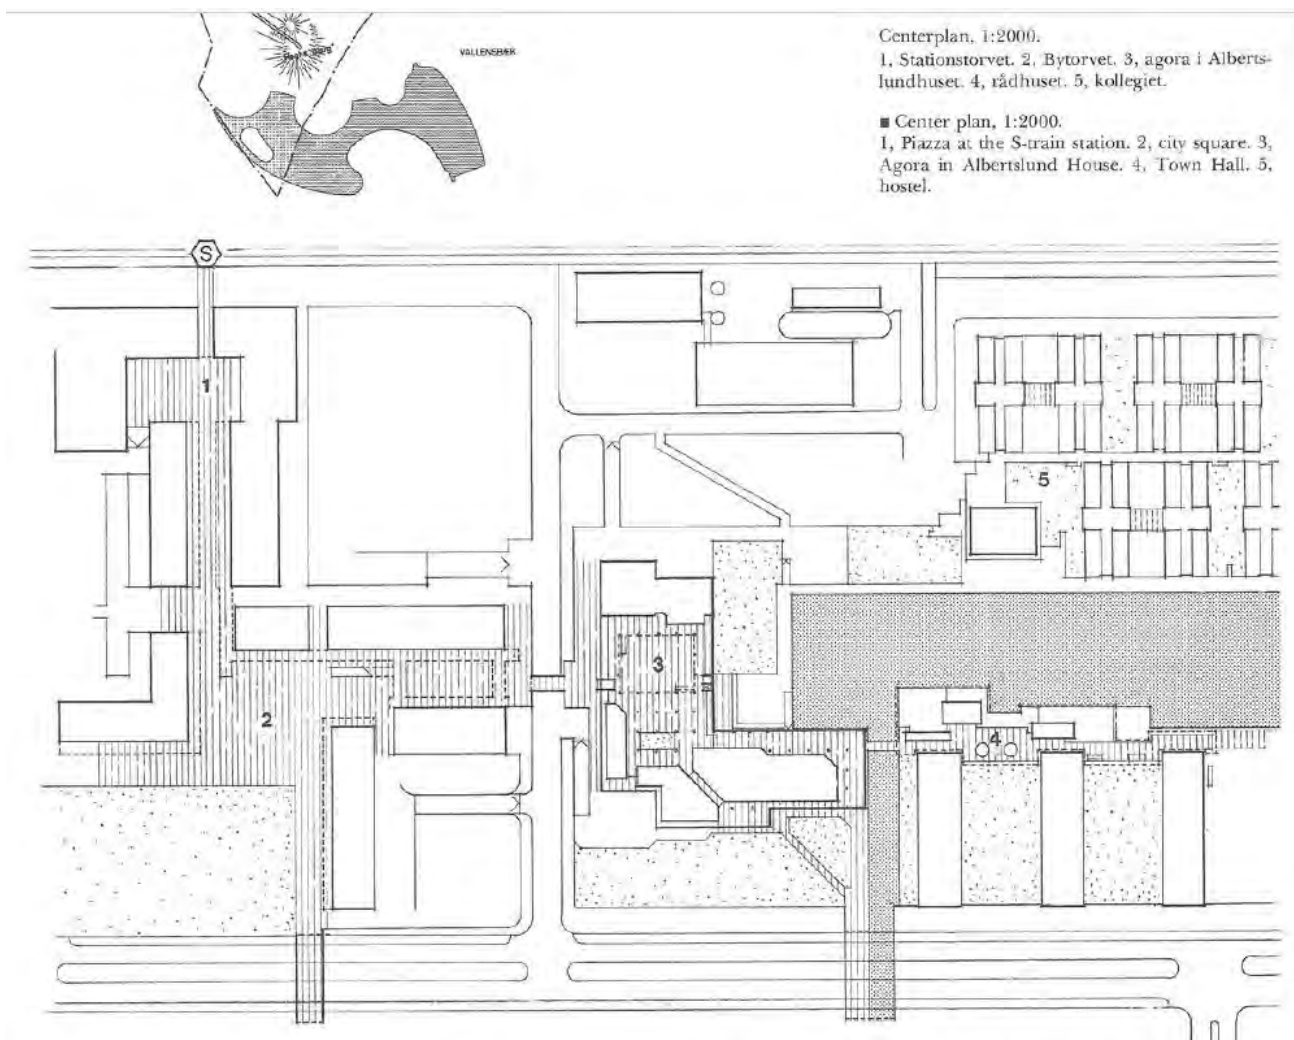 VALLENSBÆK
Centerplan, 1:2000.
1, Stationstorvet. 2, Bytorvet. 3, agora i Alberts-
lundhuset. 4, rådhuset. 5, kollegiet.
■ Center plan, 1:2000.
1, Piazza at the S-train station. 2, city square. 3,
Agora in Albertslund House. 4, Town Hall. 5,
hostel.
S
1
5
3
2
4